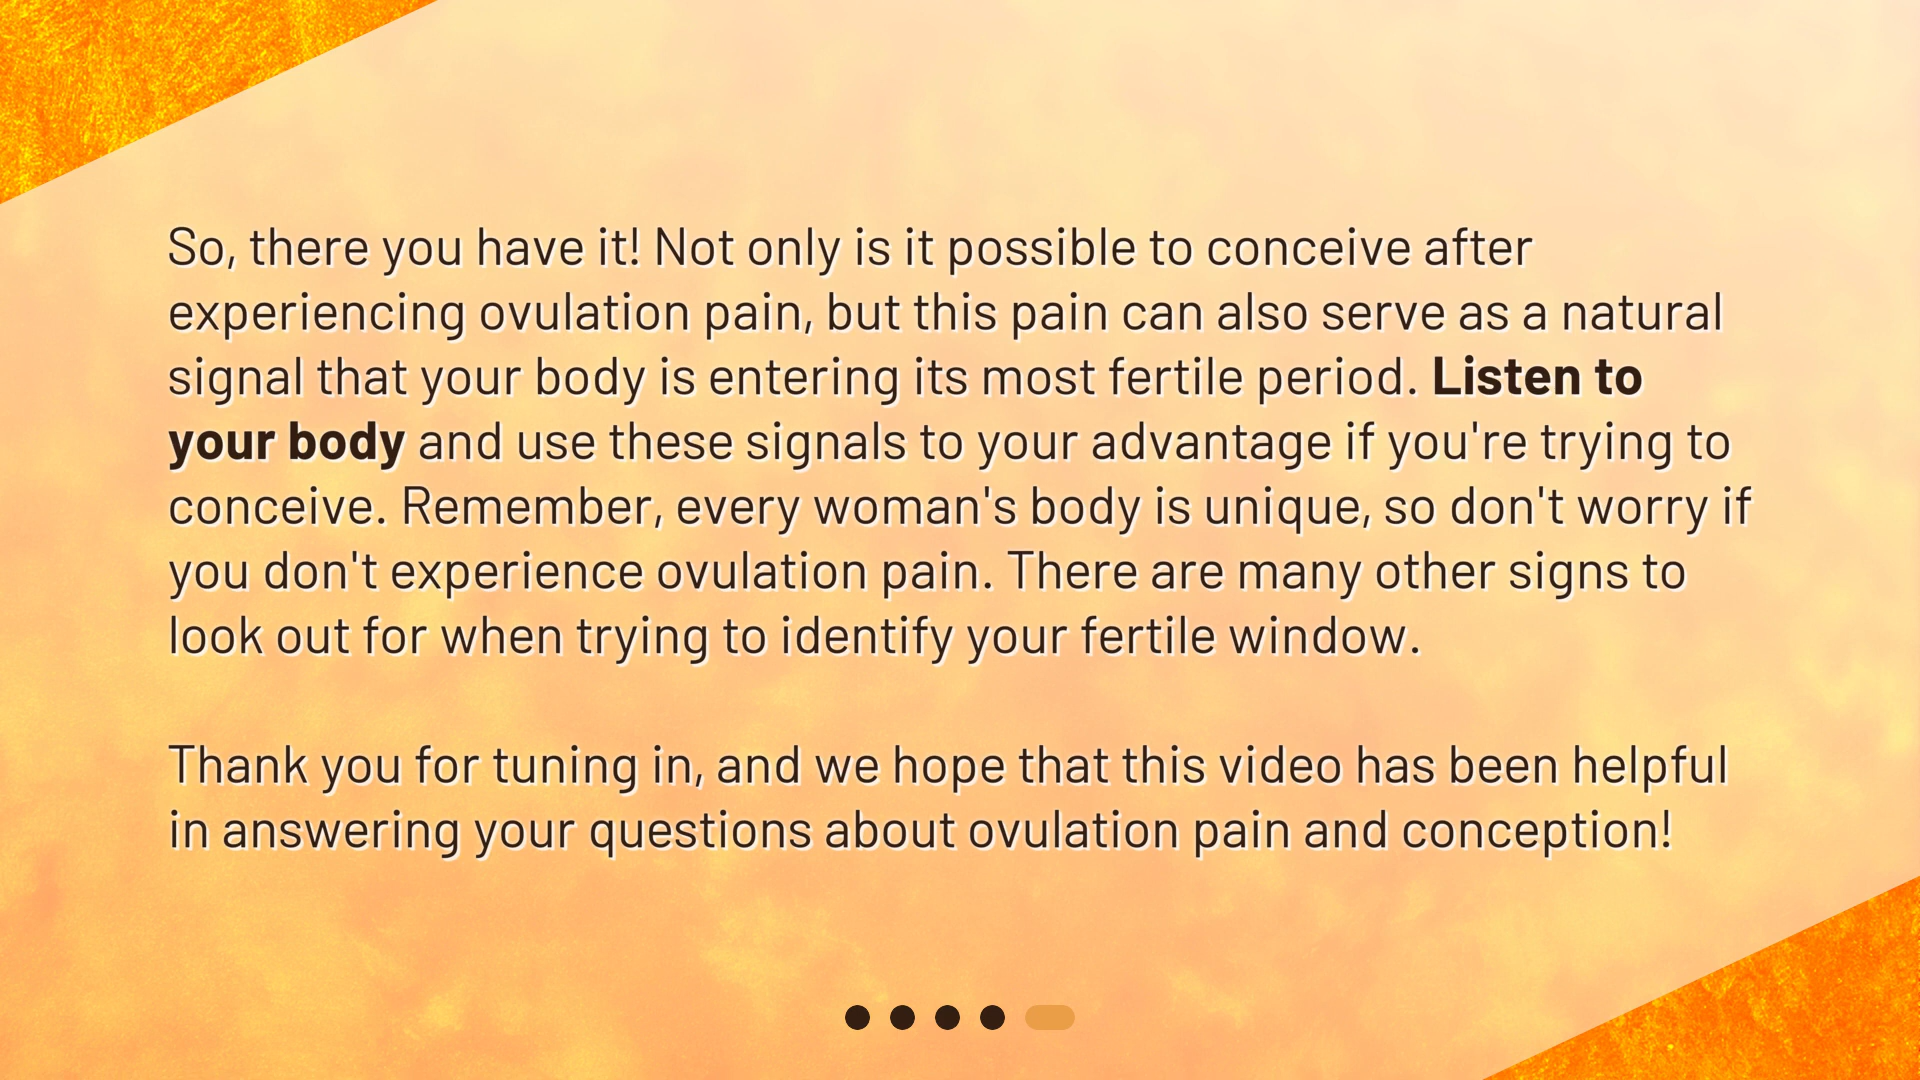 So, there you have it! Not only is it possible to conceive after
experiencing ovulation pain, but this pain can also serve as a natural
signal that your body is entering its most fertile period. Listen to
your body and use these signals to your advantage if you're trying to
conceive. Remember, every woman's body is unique, so don't worry if
you don't experience ovulation pain. There are many other signs to
look out for when trying to identify your fertile window.
Thank you for tuning in, and we hope that this video has been helpful
in answering your questions about ovulation pain and conception!